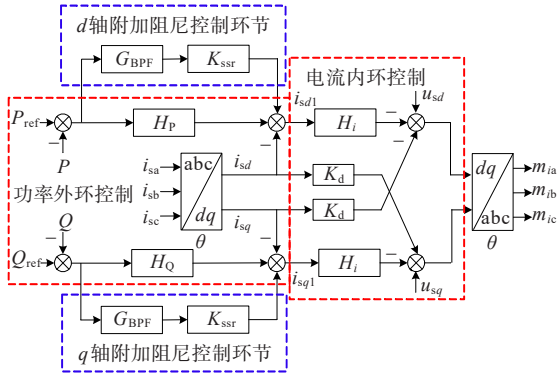 d轴附加阻尼控制环节
G_BPF
K_ssr
电流内环控制
u_sd
P_ref
−
P
H_P
−
i_sd1
H_i
−
−
功率外环控制
i_sa
i_sb
i_sc
abc
dq
θ
i_sd
i_sq
K_d
K_d
dq
abc
θ
m_ia
m_ib
m_ic
Q
−
Q_ref
H_Q
−
i_sq1
H_i
−
u_sq
G_BPF
K_ssr
q轴附加阻尼控制环节